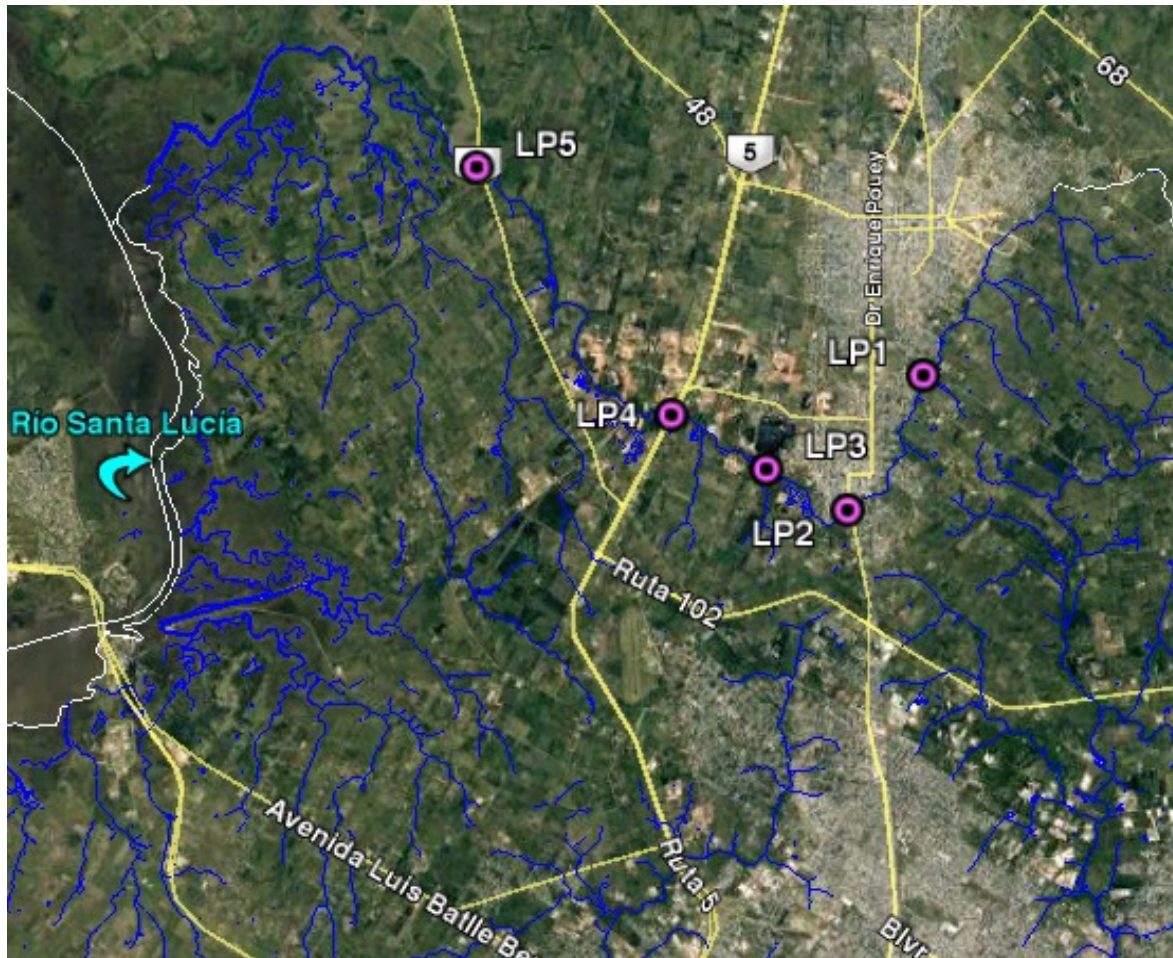 68
48
5
LP5
Dr Enrique Pouey
LP1
LP4
Río Santa Lucía
LP3
LP2
Ruta 102
Avenida Luis Batlle Be
Ruta 5
Blvr